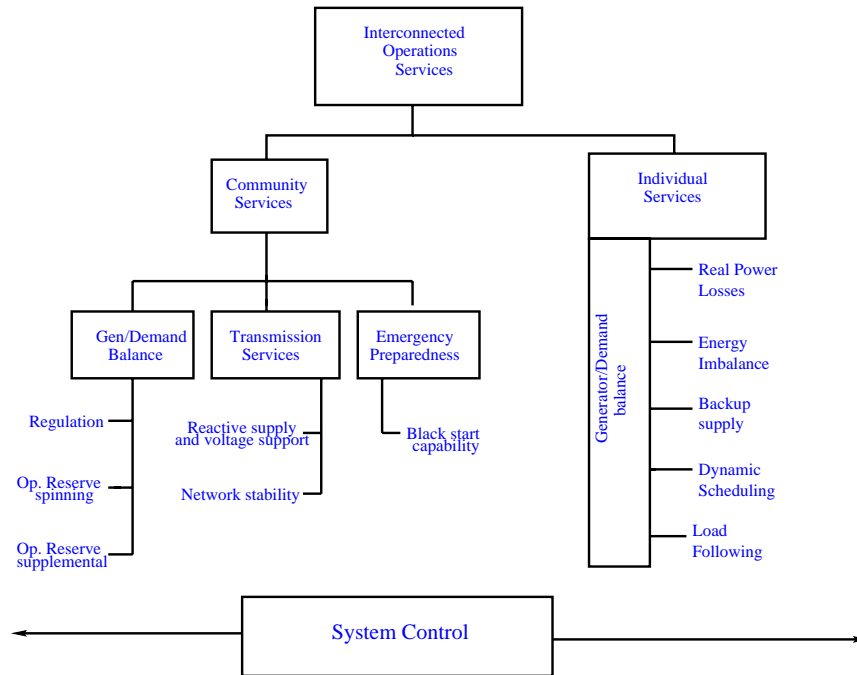 Interconnected
Operations
Services
Community
Services
Individual
Services
Gen/Demand
Balance
Regulation
Op. Reserve
spinning
Op. Reserve
supplemental
Transmission
Services
Reactive supply
and voltage support
Network stability
Emergency
Preparedness
Black start
capability
Generator/Demand
balance
Real Power
Losses
Energy
Imbalance
Backup
supply
Dynamic
Scheduling
Load
Following
System Control